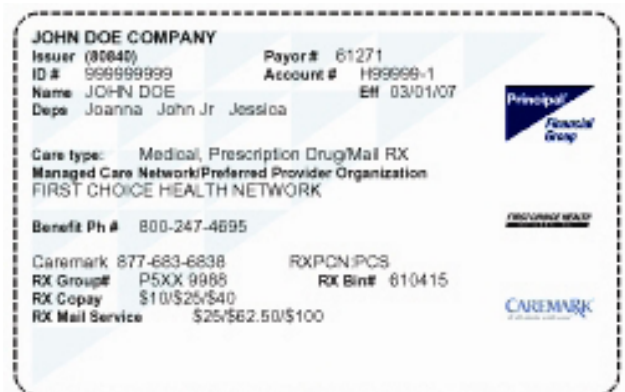 JOHN DOE COMPANY
Issuer (80840) Payor # 61271
ID # 999999999 Account # H99999-1
Name JOHN DOE Eff 03/01/07
Deps Joanna John Jr Jessica
Principal
Financial
Group
Care type: Medical, Prescription Drug/Mail RX
Managed Care Network/Preferred Provider Organization
FIRST CHOICE HEALTH NETWORK
FIRST CHOICE HEALTH
Benefit Ph # 800-247-4695
Caremark 877-683-6838 RXPCN:PCS
RX Group# P5XX 9988 RX Bin# 610415
RX Copay $10/$25/$40
RX Mail Service $25/$62.50/$100
CAREMARK